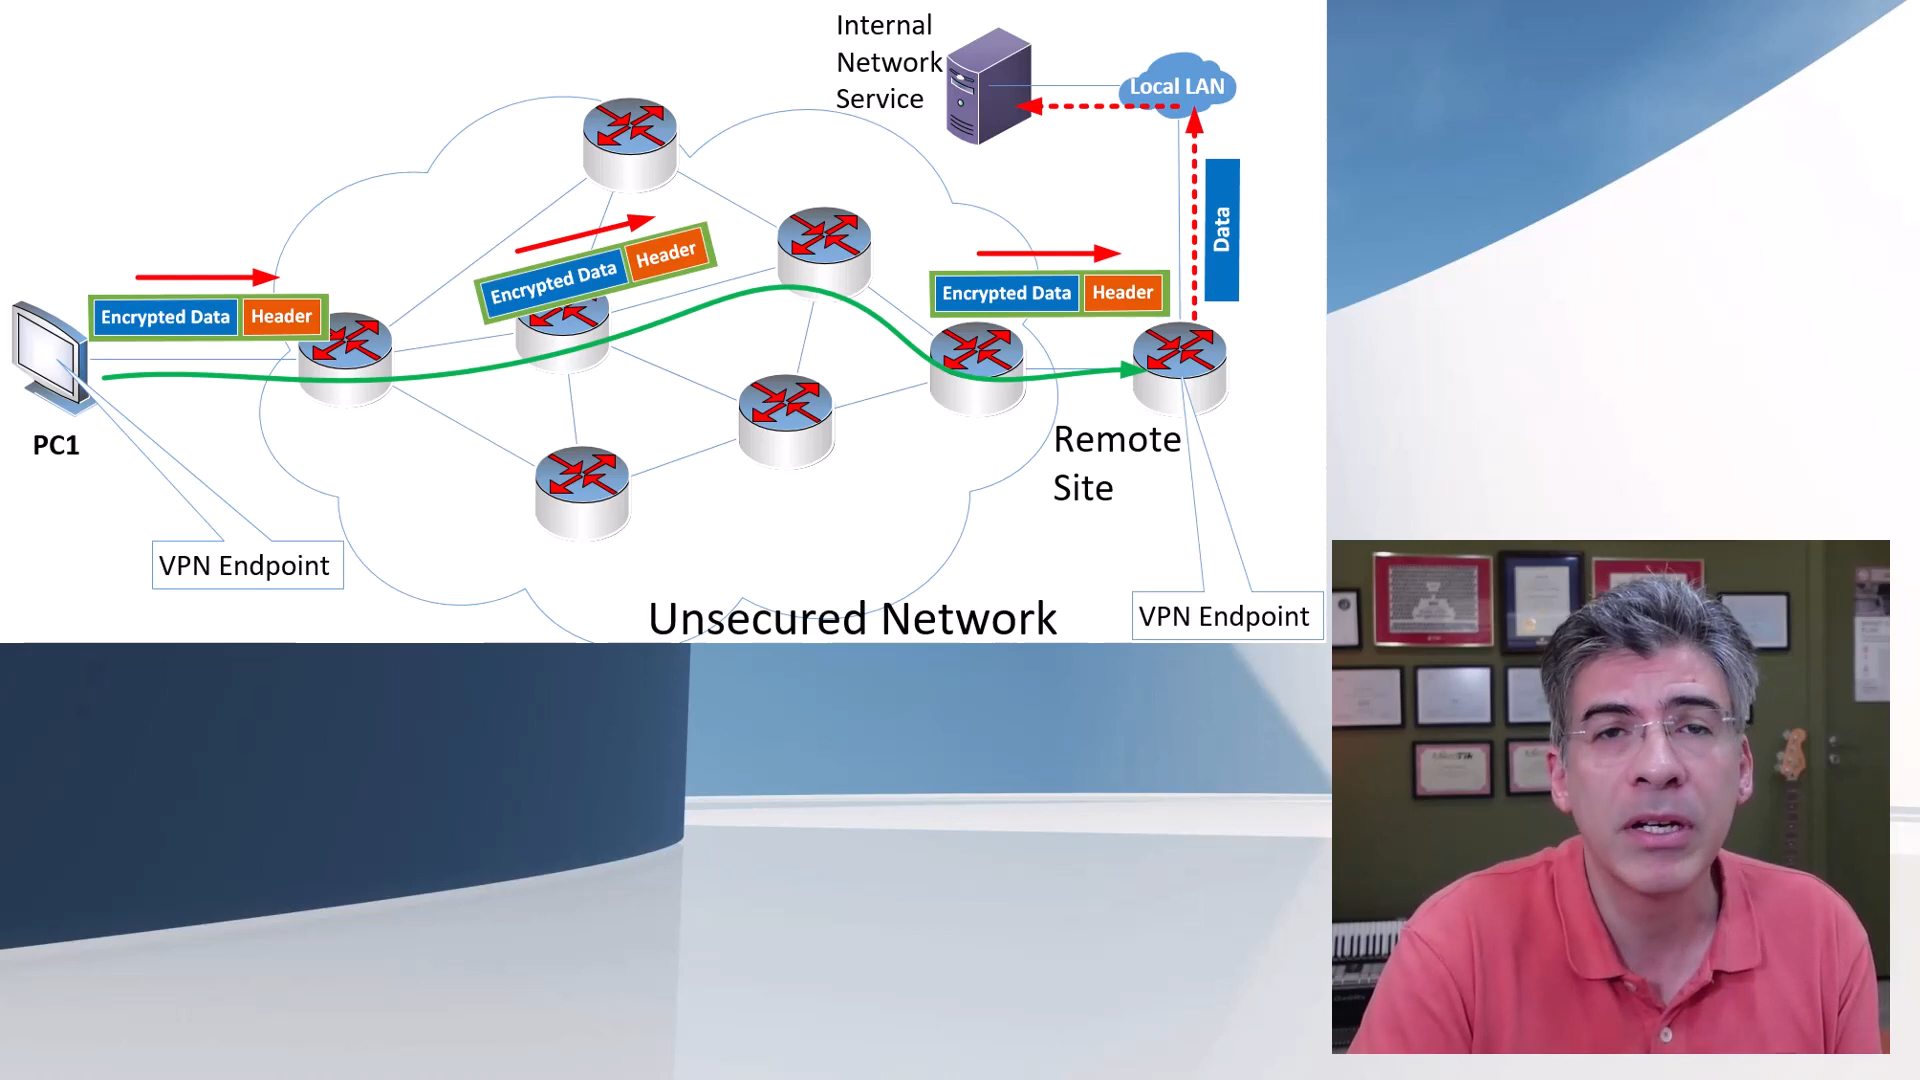 Internal
Network
Service
Local LAN
Data
Encrypted Data
Header
Encrypted Data
Header
Encrypted Data
Header
PC1
Remote
Site
VPN Endpoint
VPN Endpoint
Unsecured Network